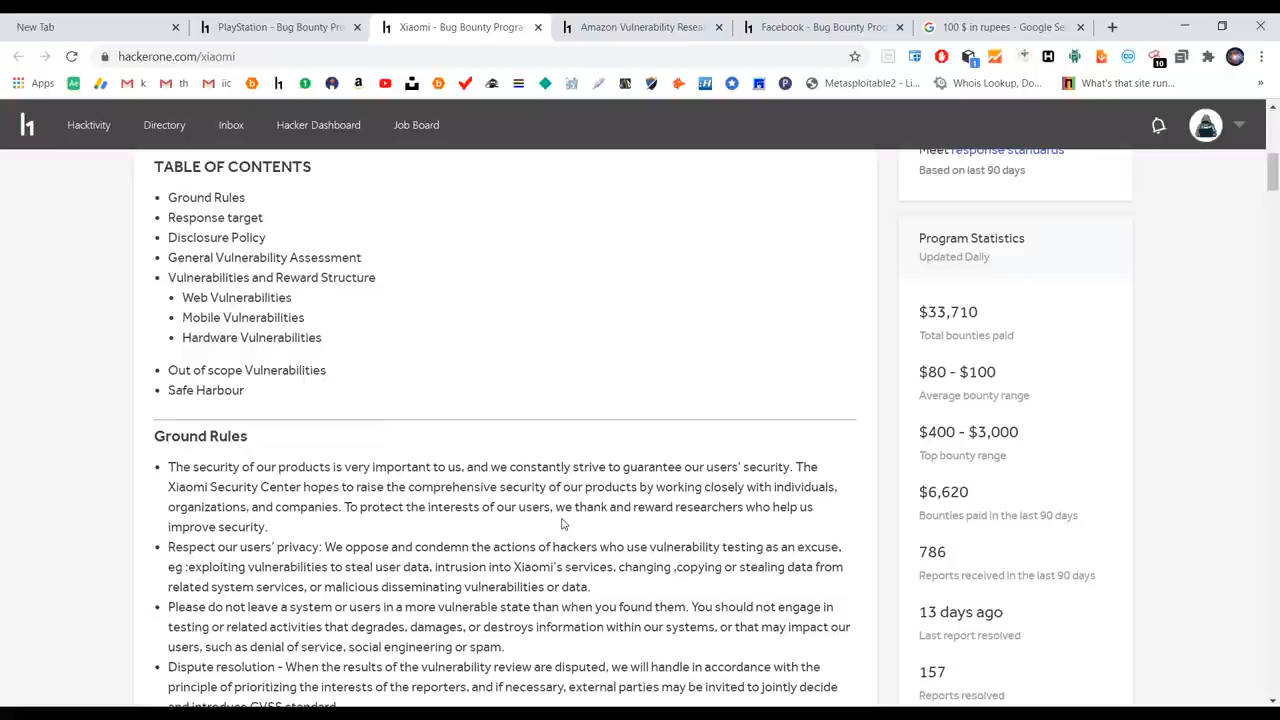 New Tab
PlayStation - Bug Bounty Pro
Xiaomi - Bug Bounty Progra
Amazon Vulnerability Resea
Facebook - Bug Bounty Prog
100 $ in rupees - Google Se
hackerone.com/xiaomi
10
Apps
k
th
iic
Metasploitable2 - Li...
Whois Lookup, Do...
What's that site run...
»
Hacktivity
Directory
Inbox
Hacker Dashboard
Job Board
TABLE OF CONTENTS
• Ground Rules
• Response target
• Disclosure Policy
• General Vulnerability Assessment
• Vulnerabilities and Reward Structure
• Web Vulnerabilities
• Mobile Vulnerabilities
• Hardware Vulnerabilities
• Out of scope Vulnerabilities
• Safe Harbour
Ground Rules
• The security of our products is very important to us, and we constantly strive to guarantee our users' security. The
Xiaomi Security Center hopes to raise the comprehensive security of our products by working closely with individuals,
organizations, and companies. To protect the interests of our users, we thank and reward researchers who help us
improve security.
• Respect our users' privacy: We oppose and condemn the actions of hackers who use vulnerability testing as an excuse,
eg :exploiting vulnerabilities to steal user data, intrusion into Xiaomi's services, changing ,copying or stealing data from
related system services, or malicious disseminating vulnerabilities or data.
• Please do not leave a system or users in a more vulnerable state than when you found them. You should not engage in
testing or related activities that degrades, damages, or destroys information within our systems, or that may impact our
users, such as denial of service, social engineering or spam.
• Dispute resolution - When the results of the vulnerability review are disputed, we will handle in accordance with the
principle of prioritizing the interests of the reporters, and if necessary, external parties may be invited to jointly decide
and introduce CVSS standard.
Meet response standards
Based on last 90 days
Program Statistics
Updated Daily
$33,710
Total bounties paid
$80 - $100
Average bounty range
$400 - $3,000
Top bounty range
$6,620
Bounties paid in the last 90 days
786
Reports received in the last 90 days
13 days ago
Last report resolved
157
Reports resolved